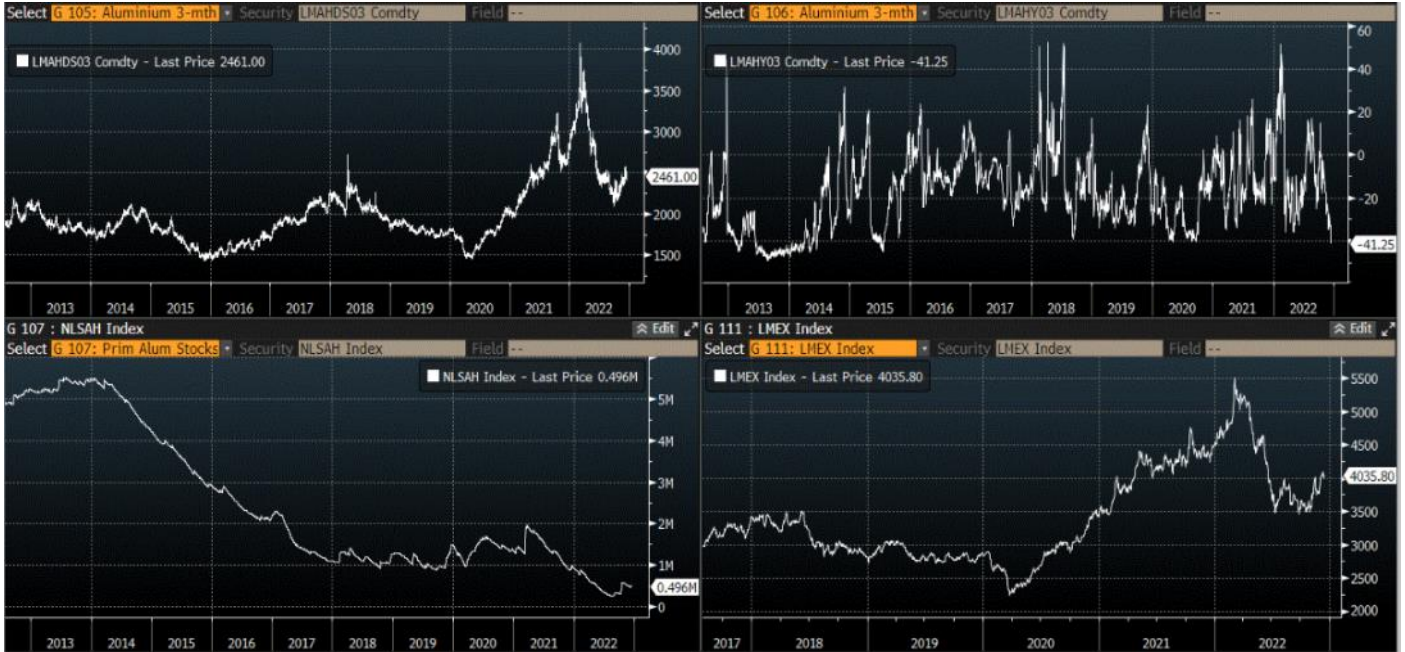 Select G 105: Aluminium 3-mth Security LMAHDS03 Comdty Field --
LMAHDS03 Comdty - Last Price 2461.00
4000
3500
3000
2461.00
2000
1500
2013 2014 2015 2016 2017 2018 2019 2020 2021 2022
Select G 106: Aluminium 3-mth Security LMAHY03 Comdty Field --
LMAHY03 Comdty - Last Price -41.25
60
40
20
0
-20
-41.25
2013 2014 2015 2016 2017 2018 2019 2020 2021 2022
G 107 : NLSAH Index Edit
Select G 107: Prim Alum Stocks Security NLSAH Index Field --
NLSAH Index - Last Price 0.496M
5M
4M
3M
2M
1M
0.496M
0
2013 2014 2015 2016 2017 2018 2019 2020 2021 2022
G 111 : LMEX Index Edit
Select G 111: LMEX Index Security LMEX Index Field --
LMEX Index - Last Price 4035.80
5500
5000
4500
4035.80
3500
3000
2500
2000
2017 2018 2019 2020 2021 2022